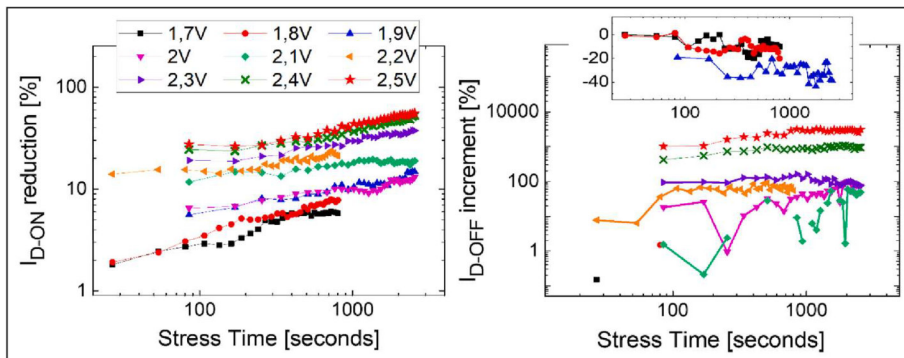 1,7V 1,8V 1,9V
2V 2,1V 2,2V
2,3V 2,4V 2,5V
I_D-ON reduction [%]
100
10
1
100 1000
Stress Time [seconds]
0
-20
-40
100 1000
I_D-OFF increment [%]
10000
100
1
100 1000
Stress Time [seconds]